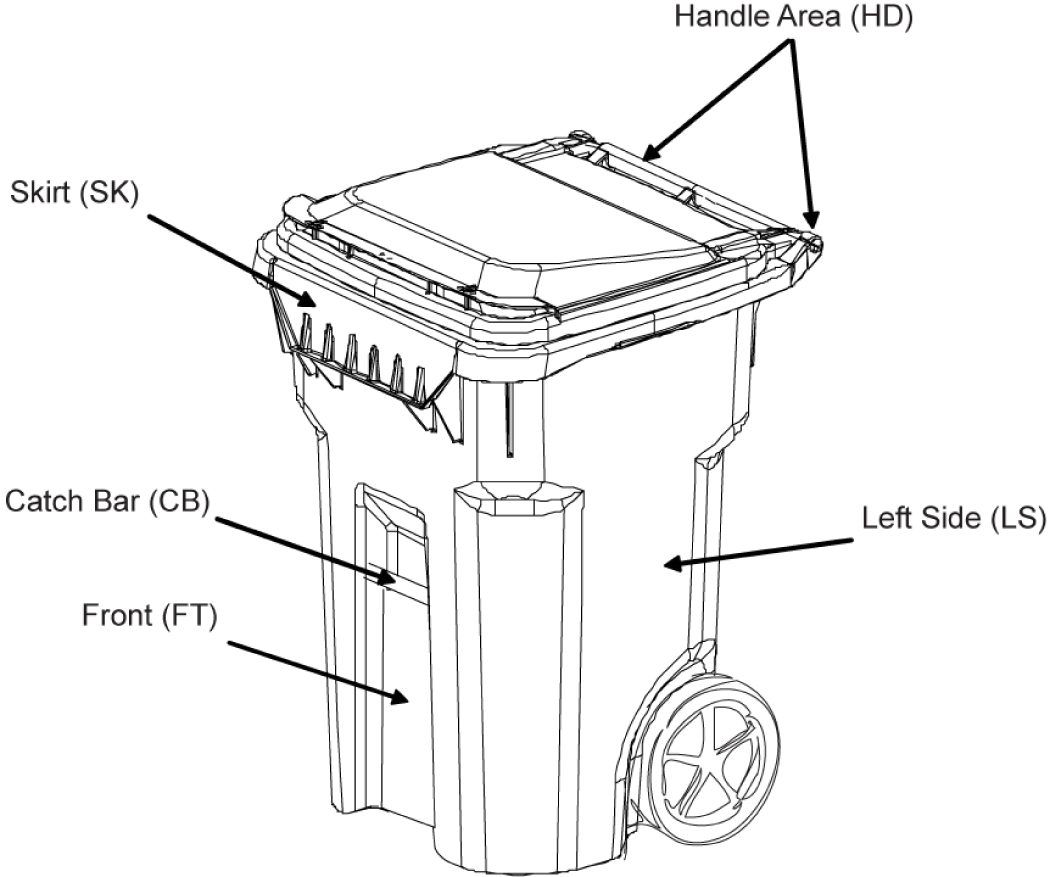 Handle Area (HD)
Skirt (SK)
Catch Bar (CB)
Left Side (LS)
Front (FT)